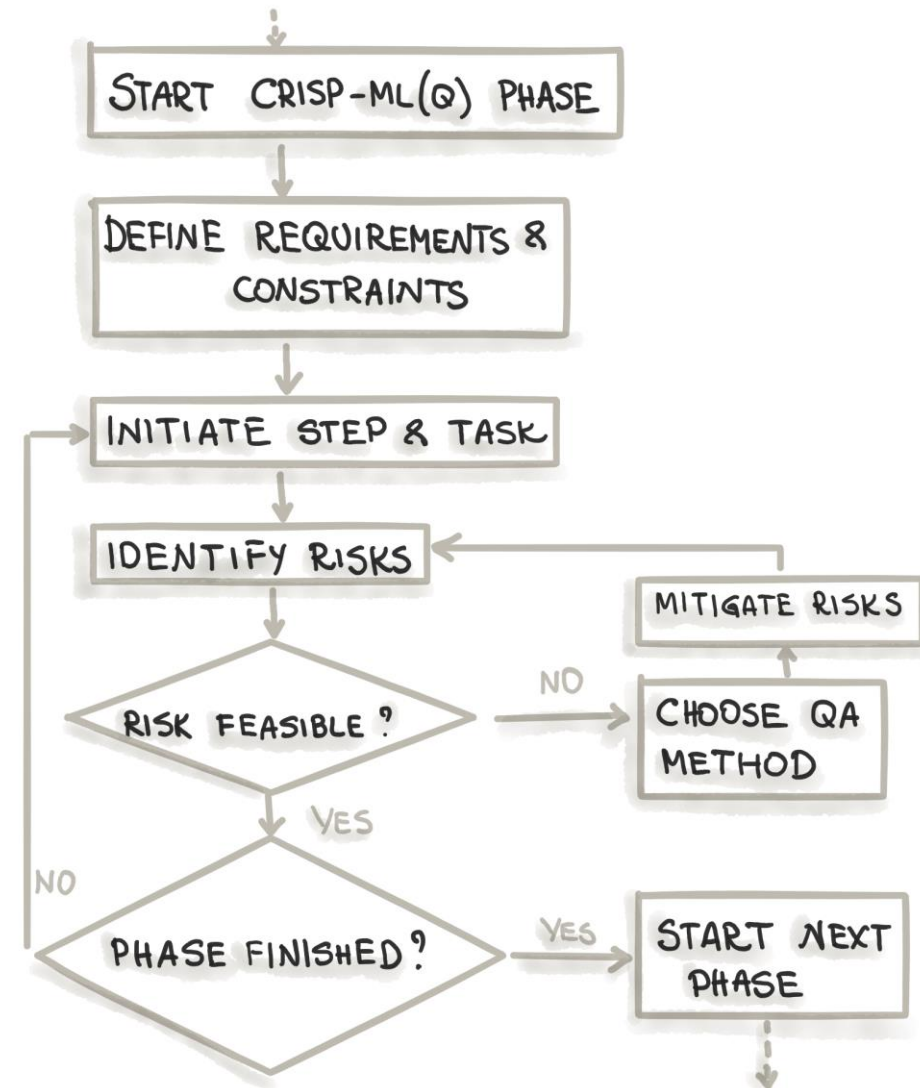 START CRISP-ML(Q) PHASE
DEFINE REQUIREMENTS &
CONSTRAINTS
INITIATE STEP & TASK
IDENTIFY RISKS
MITIGATE RISKS
RISK FEASIBLE?
NO
CHOOSE QA
METHOD
YES
NO
PHASE FINISHED?
YES
START NEXT
PHASE